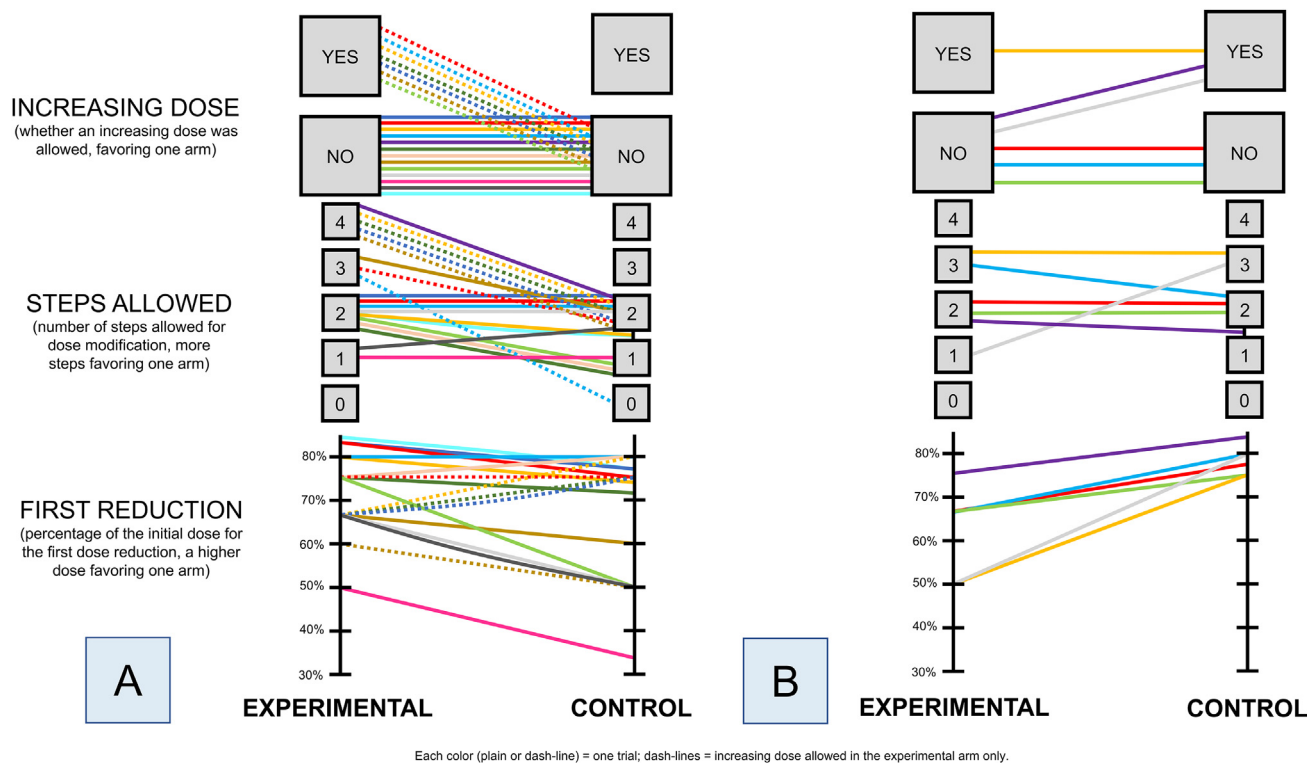 INCREASING DOSE
(whether an increasing dose was
allowed, favoring one arm)
YES
YES
NO
NO
STEPS ALLOWED
(number of steps allowed for
dose modification, more
steps favoring one arm)
4
4
3
3
2
2
1
1
0
0
FIRST REDUCTION
(percentage of the initial dose for
the first dose reduction, a higher
dose favoring one arm)
80%
70%
60%
50%
40%
30%
A
EXPERIMENTAL
CONTROL
YES
YES
NO
NO
4
4
3
3
2
2
1
1
0
0
80%
70%
60%
50%
40%
30%
B
EXPERIMENTAL
CONTROL
Each color (plain or dash-line) = one trial; dash-lines = increasing dose allowed in the experimental arm only.